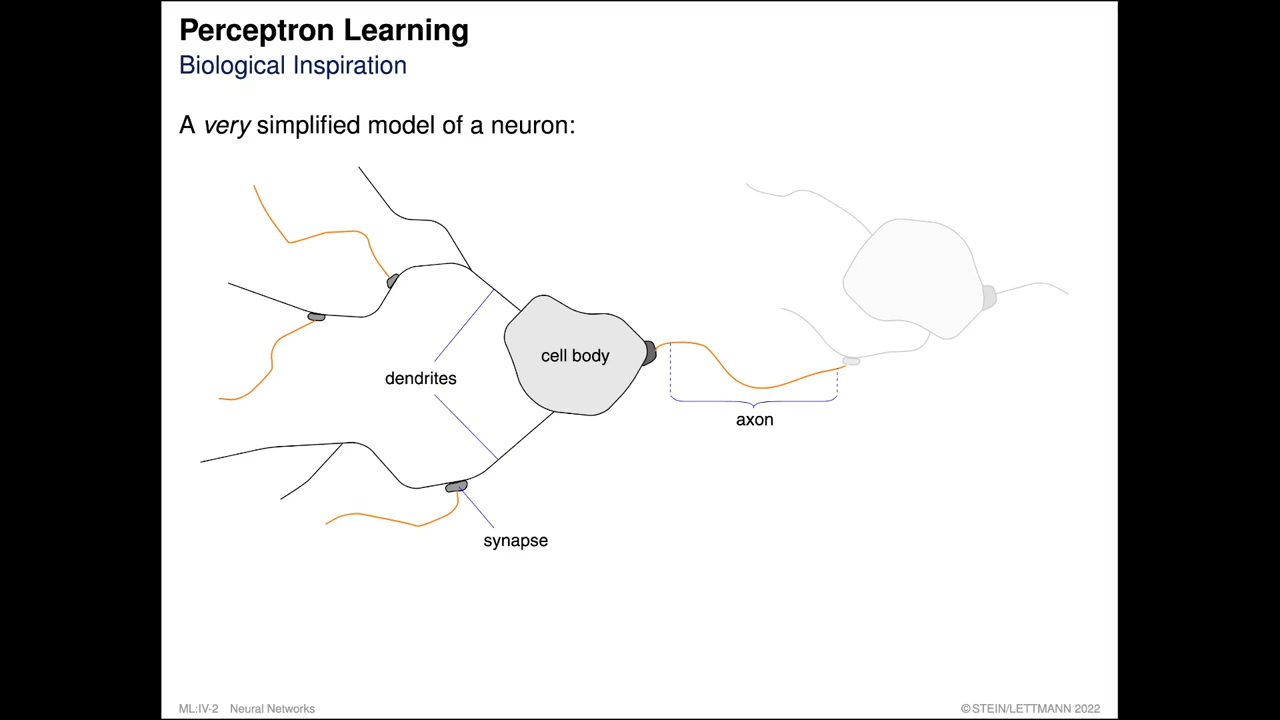 Perceptron Learning
Biological Inspiration
A very simplified model of a neuron:
cell body
dendrites
axon
synapse
ML:IV-2 Neural Networks
©STEIN/LETTMANN 2022